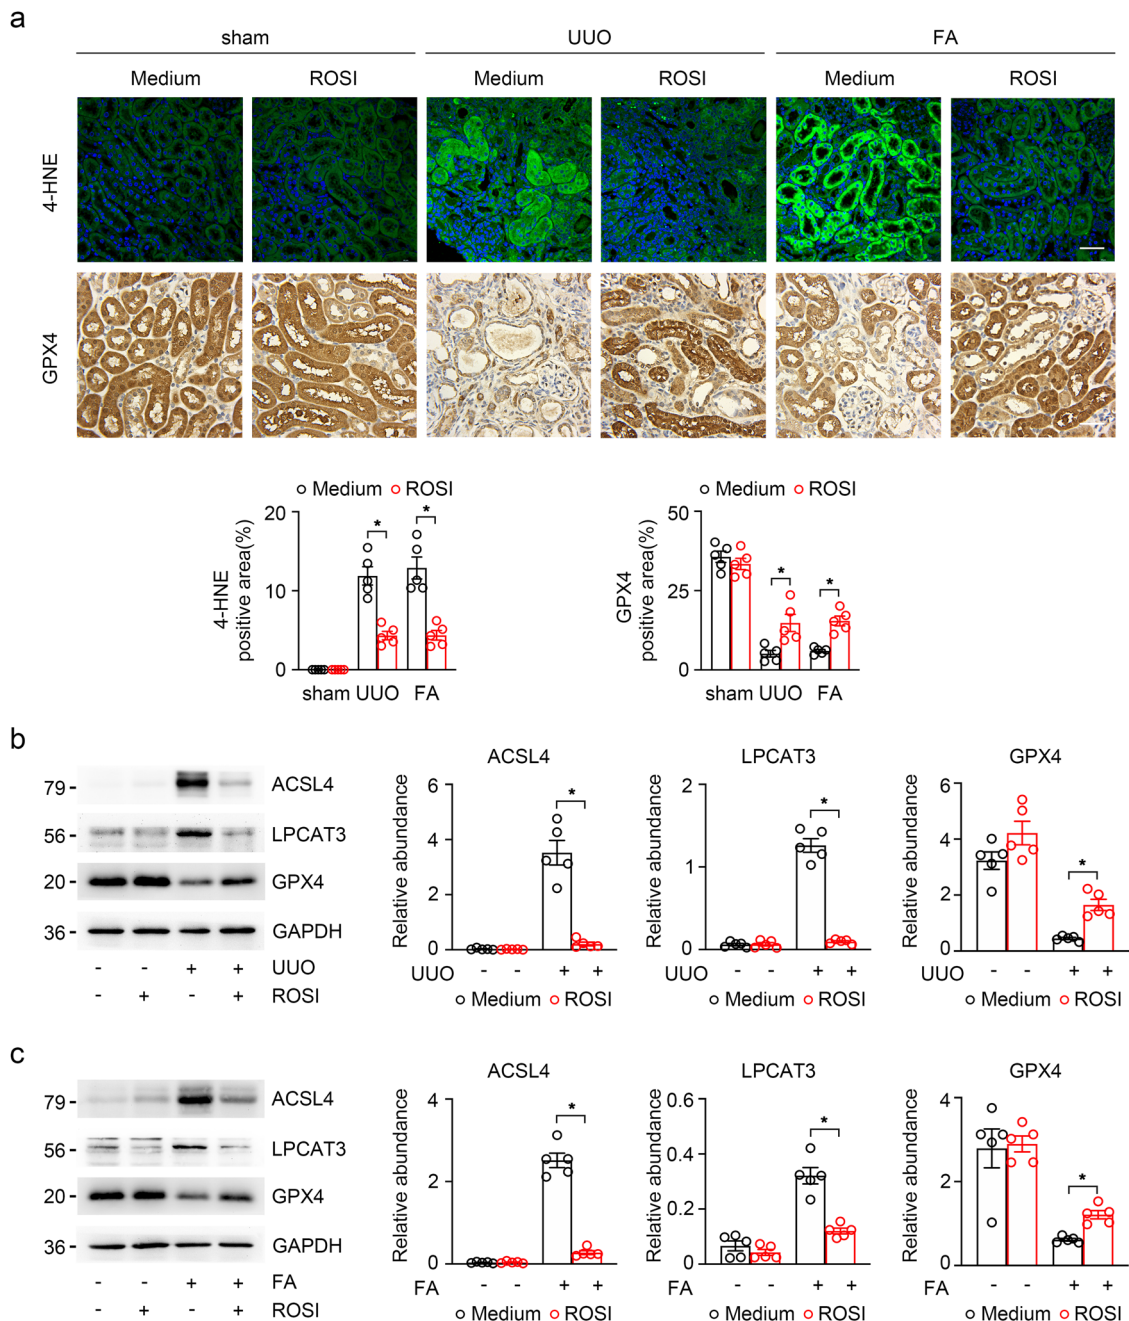 a
sham UUO FA
Medium ROSI Medium ROSI Medium ROSI
4-HNE
GPX4
Medium ROSI
4-HNE
positive area(%)
20
10
0
sham UUO FA
Medium ROSI
GPX4
positive area(%)
50
25
0
sham UUO FA
* *
* *
b
79 - ACSL4
56 - LPCAT3
20 - GPX4
36 - GAPDH
- - + + UUO
- + - + ROSI
ACSL4
Relative abundance
6
4
2
0
*
UUO - - + +
Medium ROSI
LPCAT3
Relative abundance
2
1
0
*
UUO - - + +
Medium ROSI
GPX4
Relative abundance
6
4
2
0
*
UUO - - + +
Medium ROSI
c
79 - ACSL4
56 - LPCAT3
20 - GPX4
36 - GAPDH
- - + + FA
- + - + ROSI
ACSL4
Relative abundance
4
2
0
*
FA - - + +
Medium ROSI
LPCAT3
Relative abundance
0.6
0.4
0.2
0
*
FA - - + +
Medium ROSI
GPX4
Relative abundance
4
2
0
*
FA - - + +
Medium ROSI